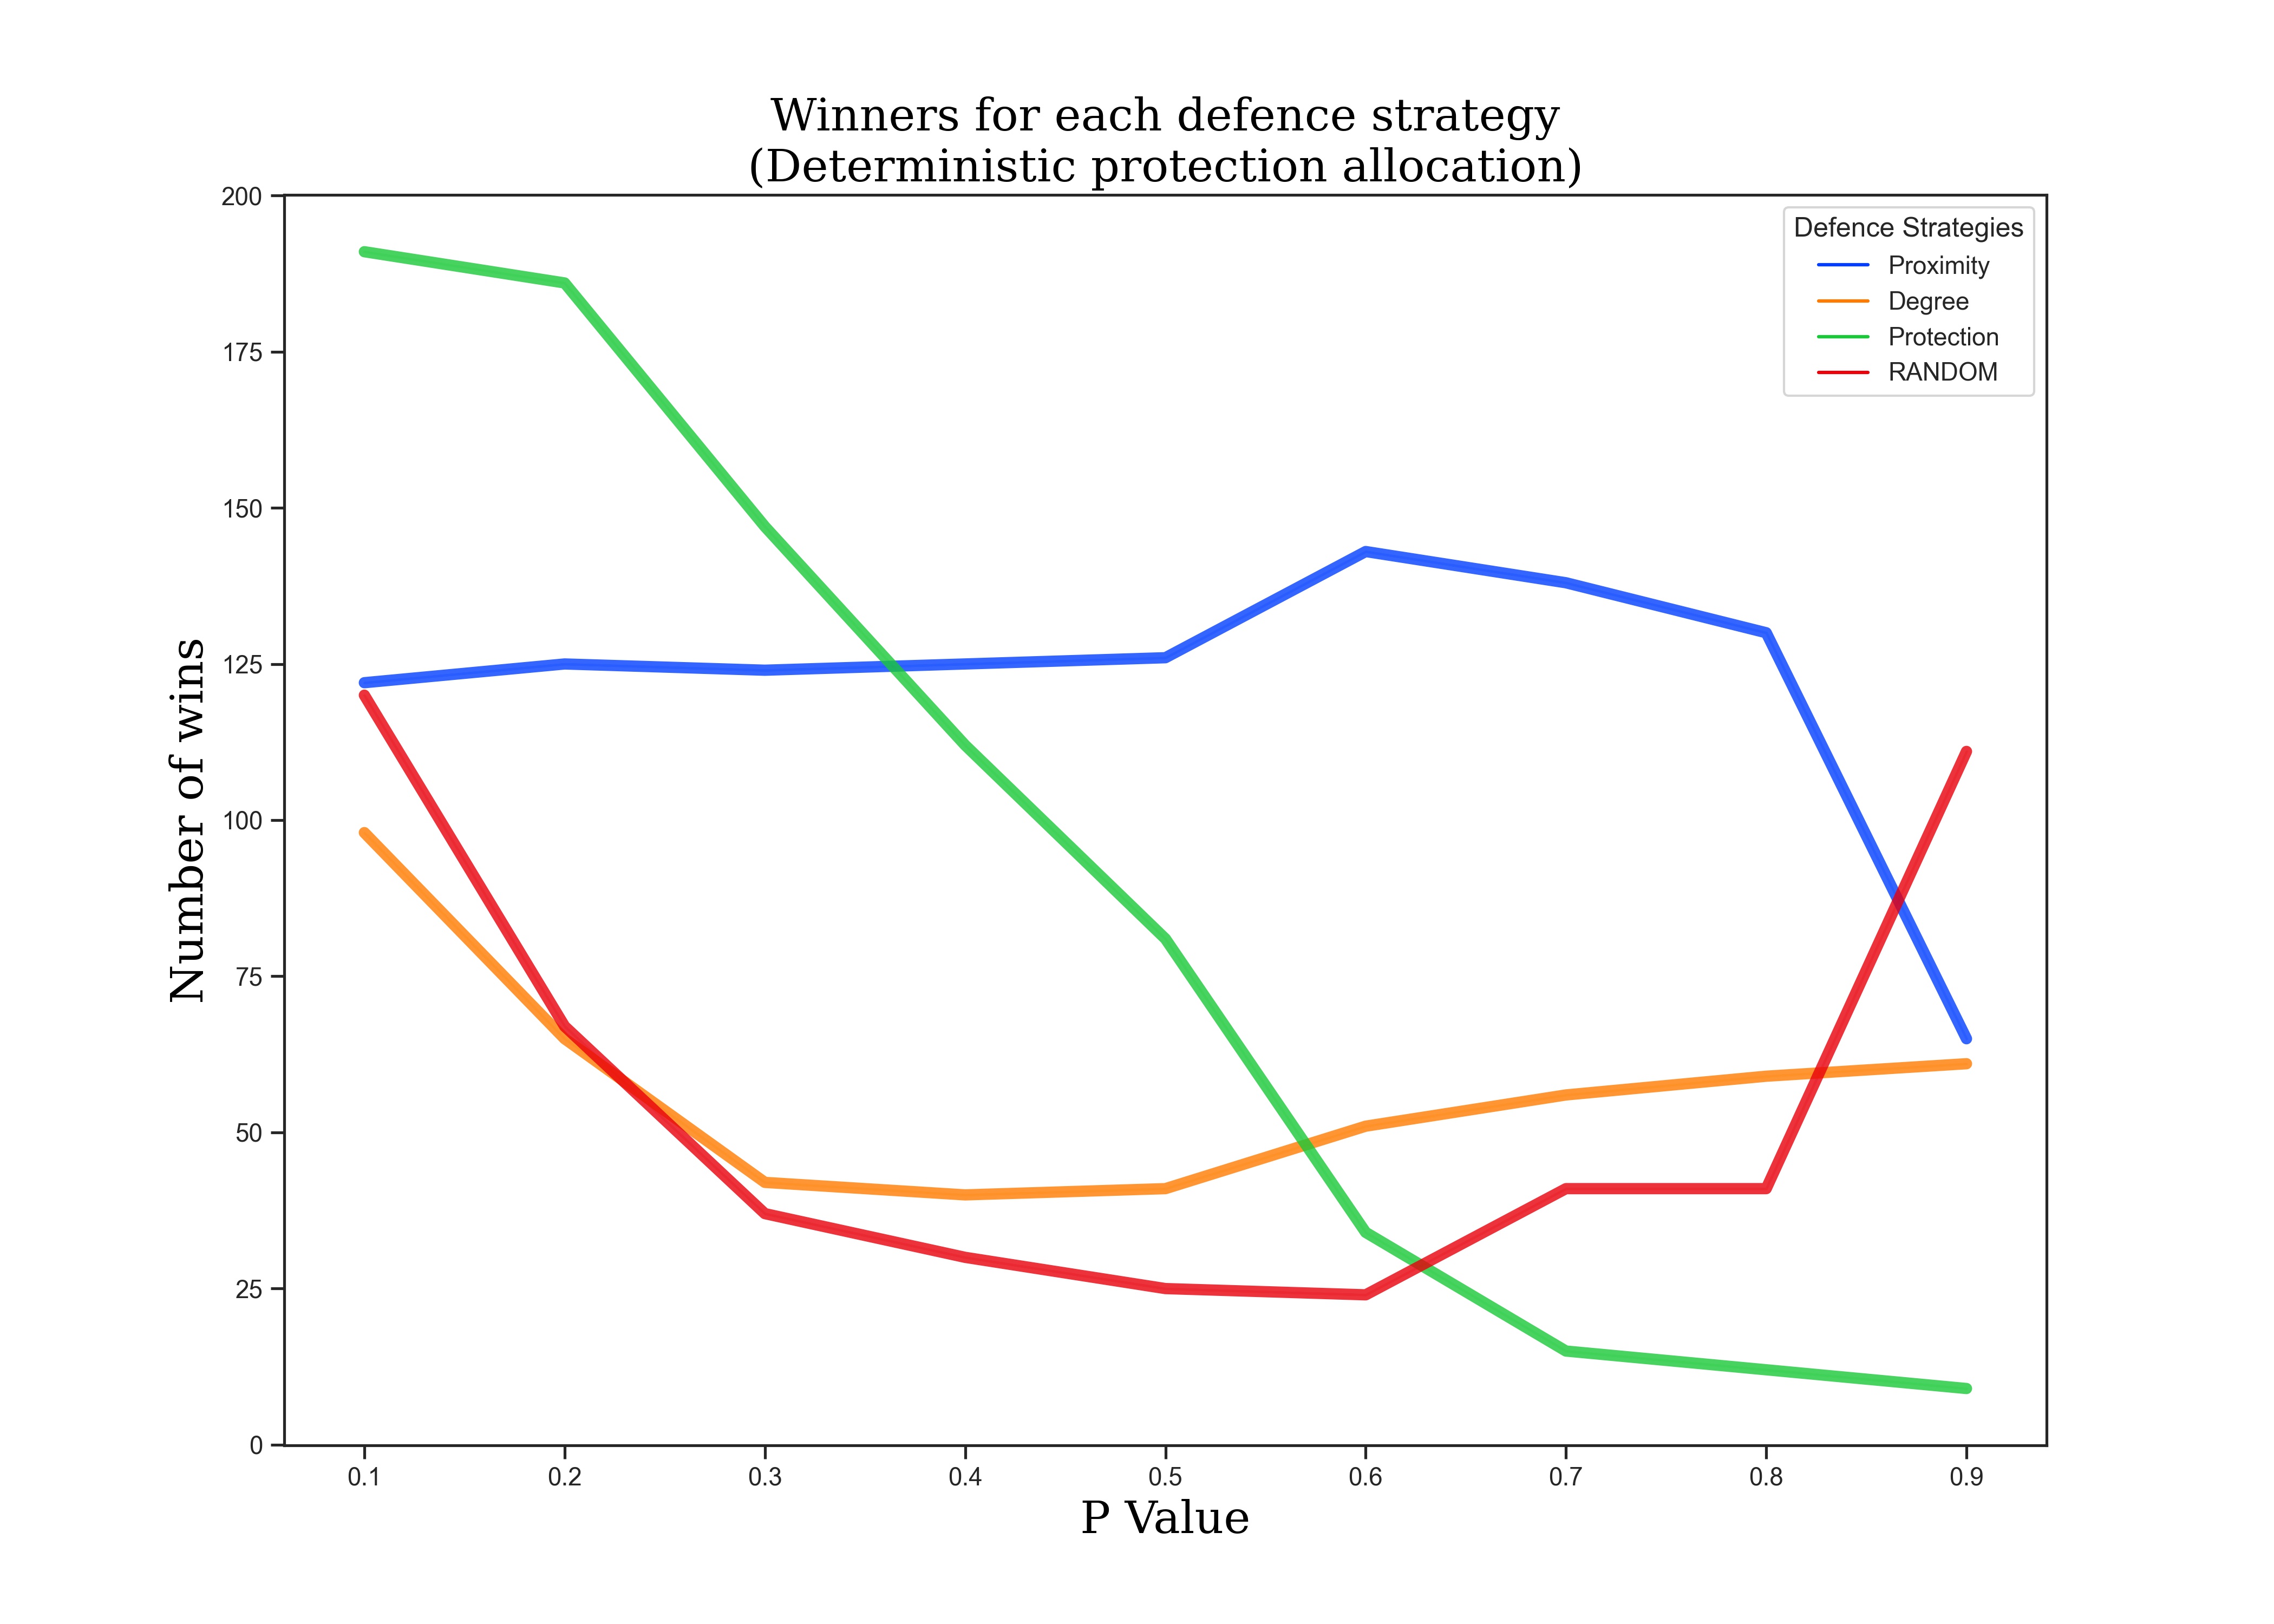 Winners for each defence strategy
(Deterministic protection allocation)
Defence Strategies
Proximity
Degree
Protection
RANDOM
Number of wins
200
175
150
125
100
75
50
25
0
0.1 0.2 0.3 0.4 0.5 0.6 0.7 0.8 0.9
P Value